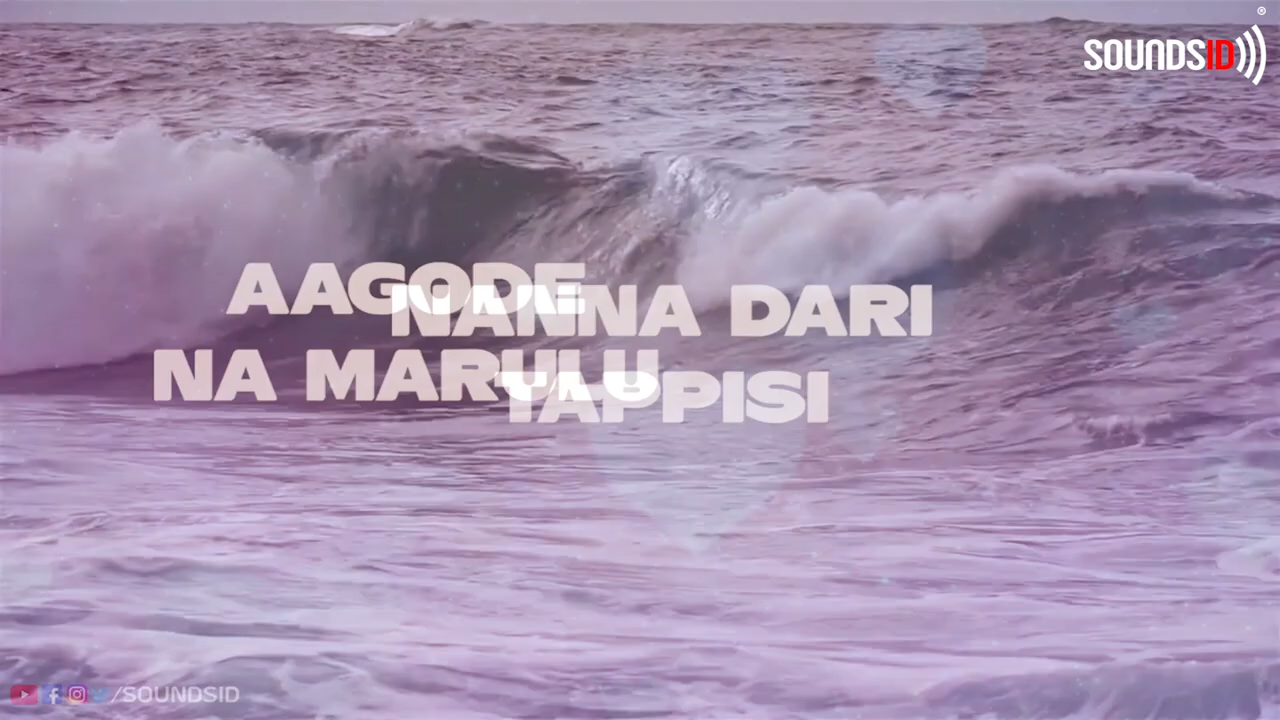 ®
SOUNDSID
AAGODE
NA MARULU
NANNA DARI
TAPPISI
/SOUNDSID